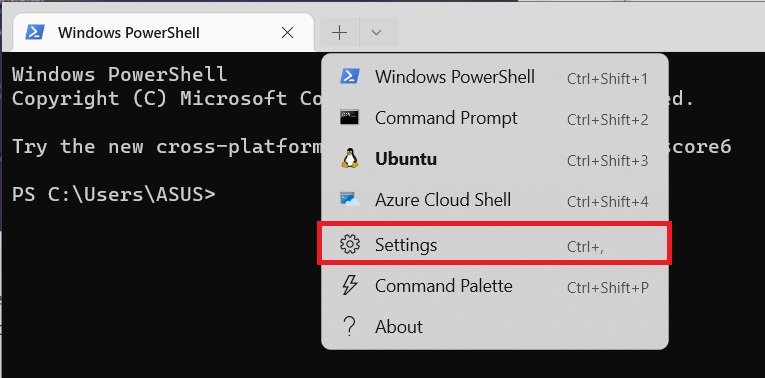 Windows PowerShell
Windows PowerShell
Copyright (C) Microsoft Co ed.
Try the new cross-platform score6
PS C:\Users\ASUS>
Windows PowerShell Ctrl+Shift+1
Command Prompt Ctrl+Shift+2
Ubuntu Ctrl+Shift+3
Azure Cloud Shell Ctrl+Shift+4
Settings Ctrl+,
Command Palette Ctrl+Shift+P
About